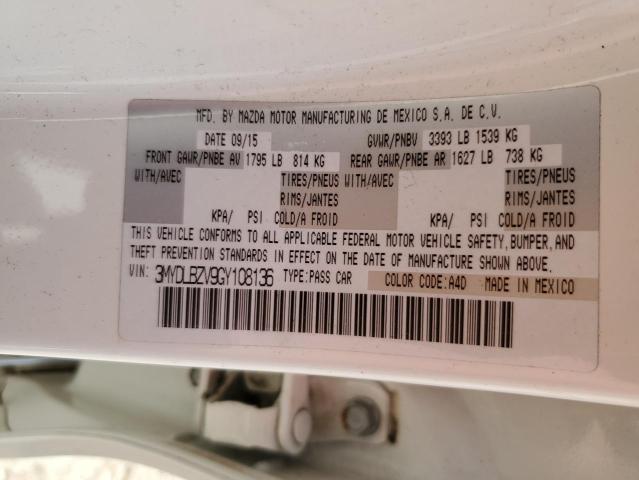 MFD. BY MAZDA MOTOR MANUFACTURING DE MEXICO S.A. DE C.V.
DATE 09/15 GVWR/PNBV 3393 LB 1539 KG
FRONT GAWR/PNBE AV 1795 LB 814 KG REAR GAWR/PNBE AR 1627 LB 738 KG
WITH/AVEC TIRES/PNEUS WITH/AVEC TIRES/PNEUS
RIMS/JANTES RIMS/JANTES
KPA/ PSI COLD/A FROID KPA/ PSI COLD/A FROID
THIS VEHICLE CONFORMS TO ALL APPLICABLE FEDERAL MOTOR VEHICLE SAFETY, BUMPER, AND
THEFT PREVENTION STANDARDS IN EFFECT ON THE DATE OF MANUFACTURE SHOWN ABOVE.
VIN: 3MYDLBZV9GY108136 TYPE: PASS CAR COLOR CODE: A4D MADE IN MEXICO